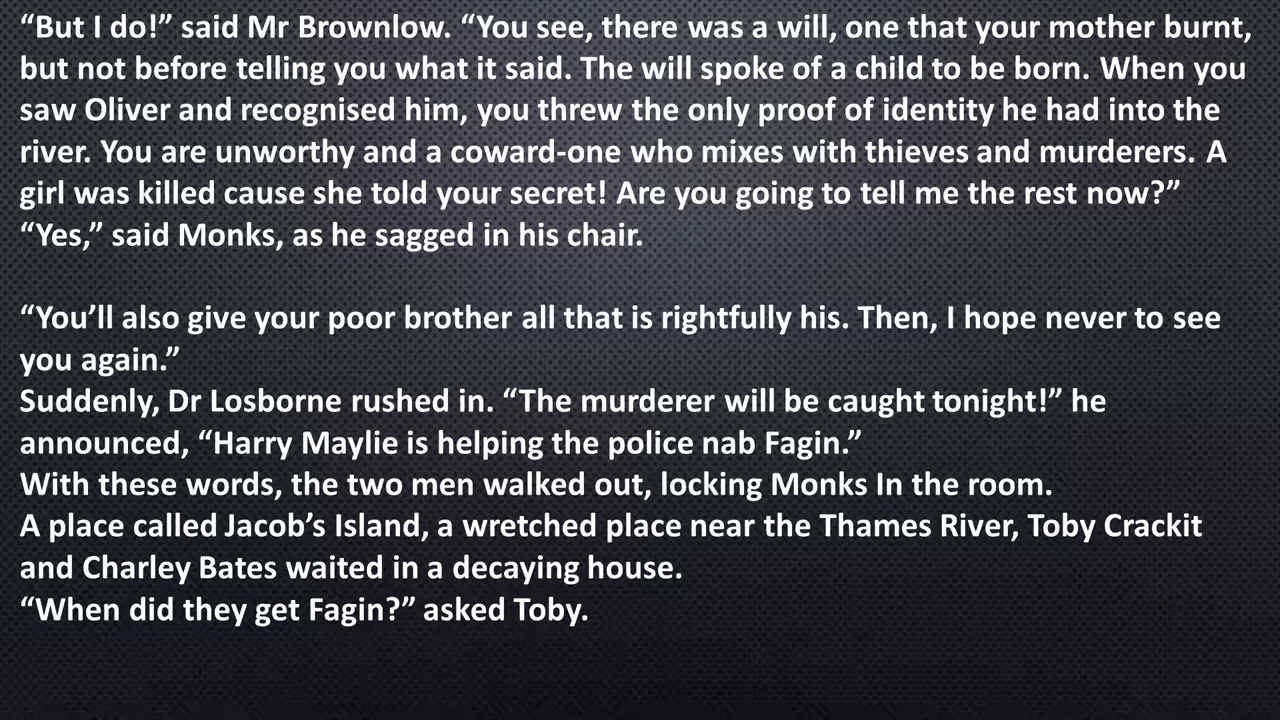 “But I do!” said Mr Brownlow. “You see, there was a will, one that your mother burnt,
but not before telling you what it said. The will spoke of a child to be born. When you
saw Oliver and recognised him, you threw the only proof of identity he had into the
river. You are unworthy and a coward-one who mixes with thieves and murderers. A
girl was killed cause she told your secret! Are you going to tell me the rest now?”
“Yes,” said Monks, as he sagged in his chair.
“You’ll also give your poor brother all that is rightfully his. Then, I hope never to see
you again.”
Suddenly, Dr Losborne rushed in. “The murderer will be caught tonight!” he
announced, “Harry Maylie is helping the police nab Fagin.”
With these words, the two men walked out, locking Monks In the room.
A place called Jacob’s Island, a wretched place near the Thames River, Toby Crackit
and Charley Bates waited in a decaying house.
“When did they get Fagin?” asked Toby.